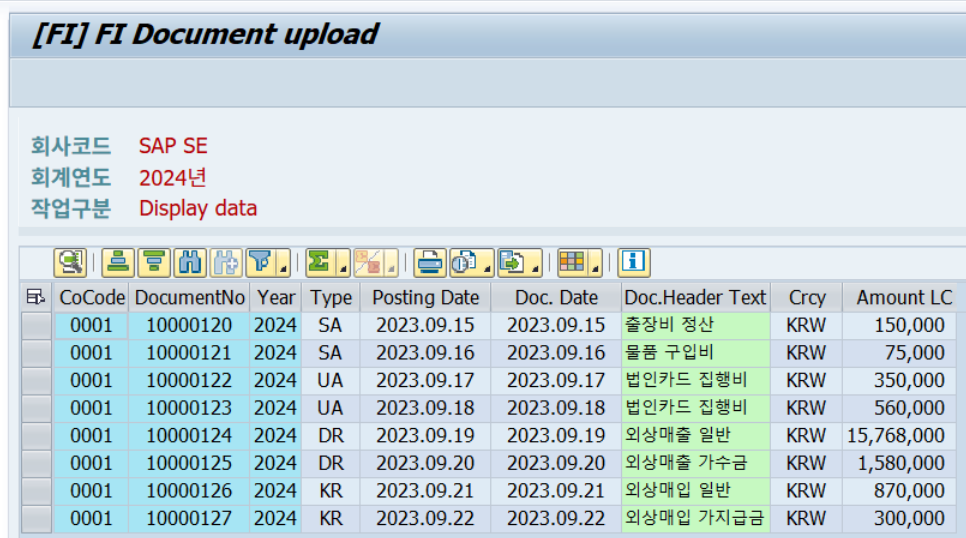 [FI] FI Document upload
회사코드 SAP SE
회계연도 2024년
작업구분 Display data
CoCode DocumentNo Year Type Posting Date Doc. Date Doc.Header Text Crcy Amount LC
0001 10000120 2024 SA 2023.09.15 2023.09.15 출장비 정산 KRW 150,000
0001 10000121 2024 SA 2023.09.16 2023.09.16 물품 구입비 KRW 75,000
0001 10000122 2024 UA 2023.09.17 2023.09.17 법인카드 집행비 KRW 350,000
0001 10000123 2024 UA 2023.09.18 2023.09.18 법인카드 집행비 KRW 560,000
0001 10000124 2024 DR 2023.09.19 2023.09.19 외상매출 일반 KRW 15,768,000
0001 10000125 2024 DR 2023.09.20 2023.09.20 외상매출 가수금 KRW 1,580,000
0001 10000126 2024 KR 2023.09.21 2023.09.21 외상매입 일반 KRW 870,000
0001 10000127 2024 KR 2023.09.22 2023.09.22 외상매입 가지급금 KRW 300,000